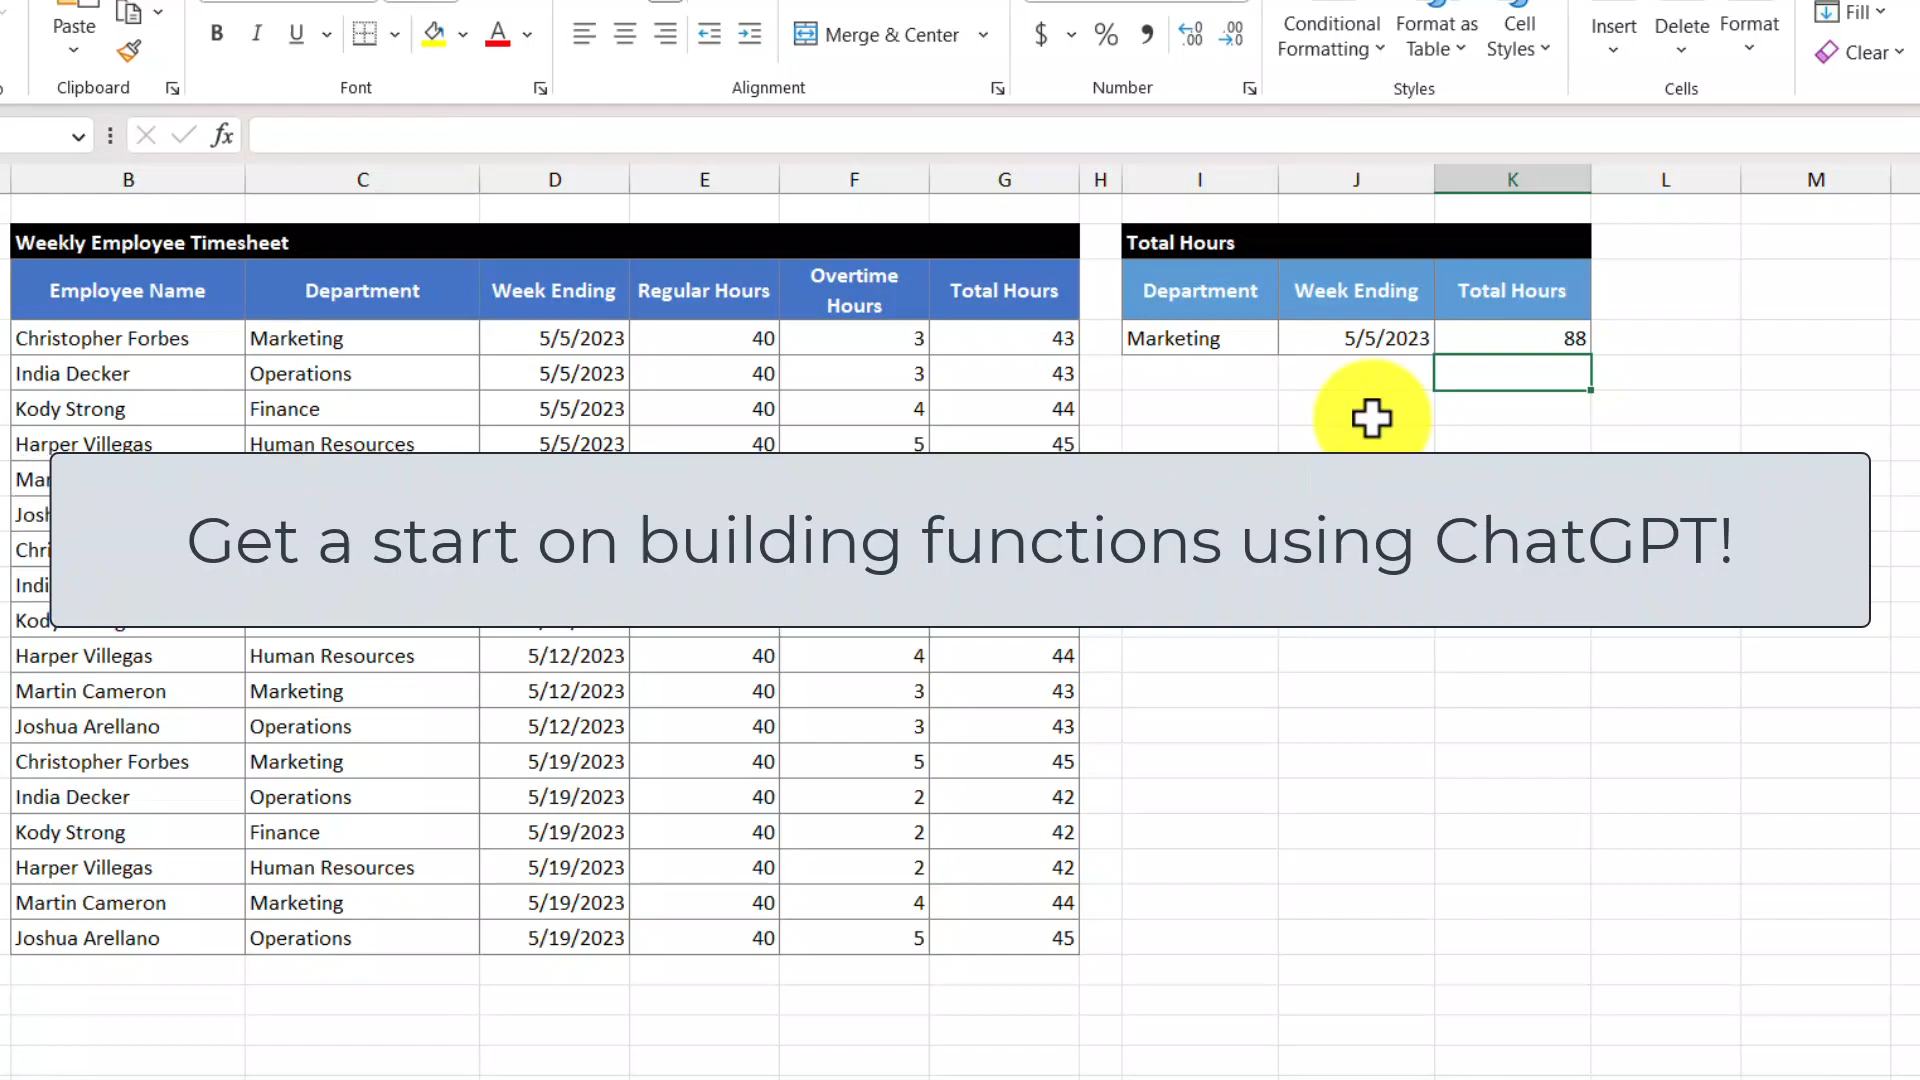 Paste
Fill
B I U
A
Merge & Center
$ % 9
.00 .00
Conditional Formatting
Format as Table
Cell Styles
Insert Delete Format
Clear
Clipboard Font Alignment Number Styles Cells
fx
B C D E F G H I J K L M
Weekly Employee Timesheet Total Hours
Employee Name Department Week Ending Regular Hours Overtime Hours Total Hours Department Week Ending Total Hours
Christopher Forbes Marketing 5/5/2023 40 3 43 Marketing 5/5/2023 88
India Decker Operations 5/5/2023 40 3 43
Kody Strong Finance 5/5/2023 40 4 44
Harper Villegas Human Resources 5/5/2023 40 5 45
Get a start on building functions using ChatGPT!
Harper Villegas Human Resources 5/12/2023 40 4 44
Martin Cameron Marketing 5/12/2023 40 3 43
Joshua Arellano Operations 5/12/2023 40 3 43
Christopher Forbes Marketing 5/19/2023 40 5 45
India Decker Operations 5/19/2023 40 2 42
Kody Strong Finance 5/19/2023 40 2 42
Harper Villegas Human Resources 5/19/2023 40 2 42
Martin Cameron Marketing 5/19/2023 40 4 44
Joshua Arellano Operations 5/19/2023 40 5 45